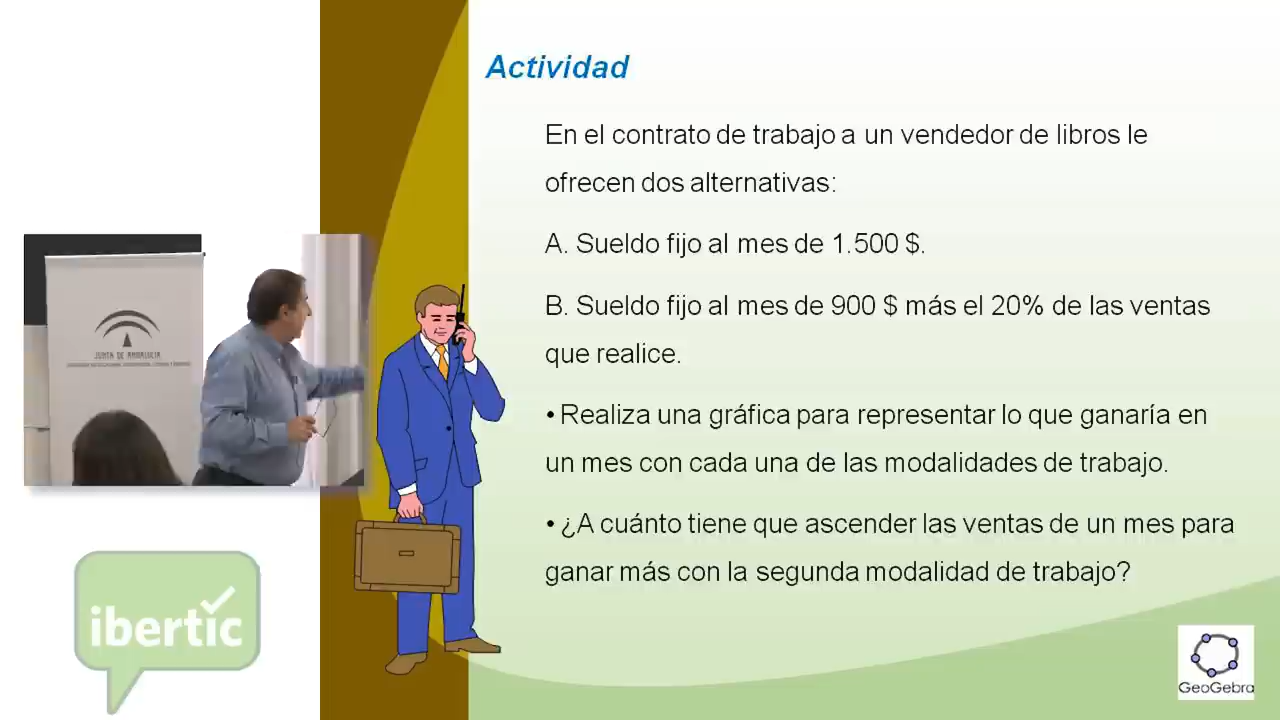 Actividad
En el contrato de trabajo a un vendedor de libros le
ofrecen dos alternativas:
A. Sueldo fijo al mes de 1.500 $.
B. Sueldo fijo al mes de 900 $ más el 20% de las ventas
que realice.
• Realiza una gráfica para representar lo que ganaría en
un mes con cada una de las modalidades de trabajo.
• ¿A cuánto tiene que ascender las ventas de un mes para
ganar más con la segunda modalidad de trabajo?
JUNTA DE ANDALUCIA
ibertic
GeoGebra